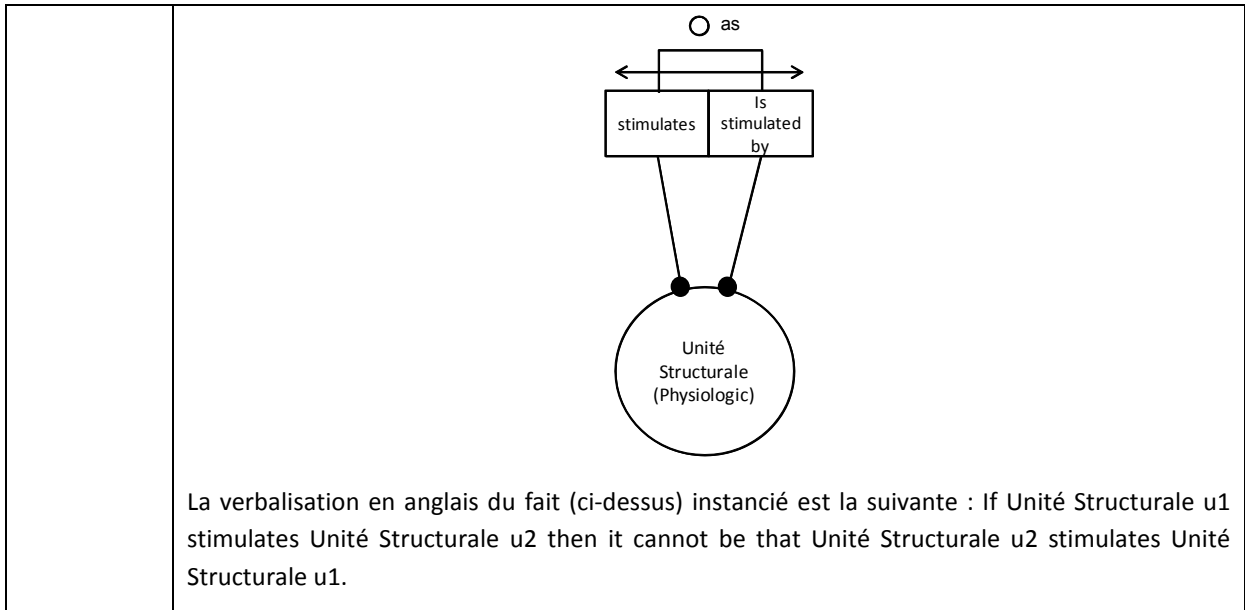 as
stimulates
Is
stimulated
by
Unité
Structurale
(Physiologic)
La verbalisation en anglais du fait (ci-dessus) instancié est la suivante : If Unité Structurale u1
stimulates Unité Structurale u2 then it cannot be that Unité Structurale u2 stimulates Unité
Structurale u1.